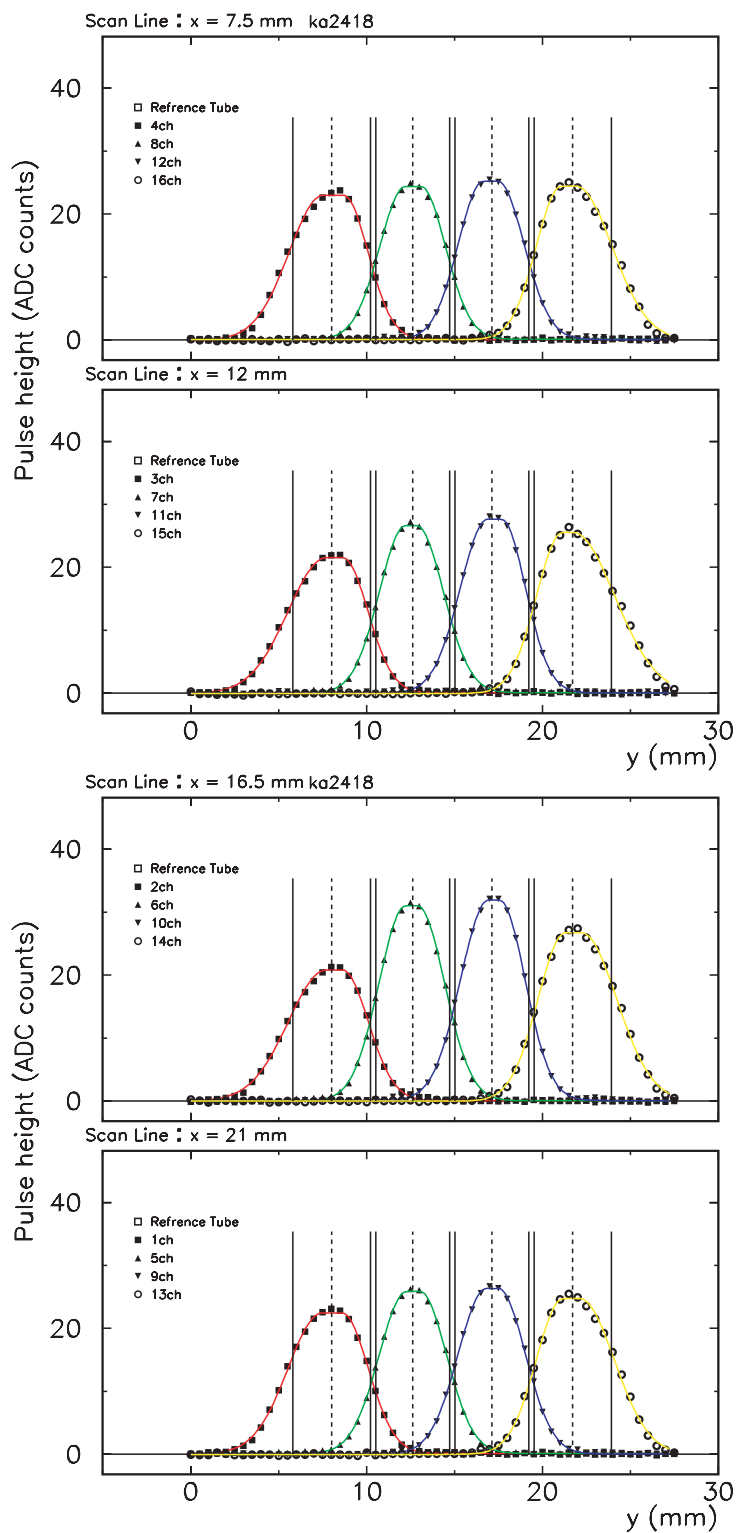 Scan Line : x = 7.5 mm ka2418
40
Refrence Tube
4ch
8ch
12ch
16ch
20
0
Scan Line : x = 12 mm
40
Refrence Tube
3ch
7ch
11ch
15ch
20
0
0 10 20 30
y (mm)
Pulse height (ADC counts)
Scan Line : x = 16.5 mm ka2418
40
Refrence Tube
2ch
6ch
10ch
14ch
20
0
Scan Line : x = 21 mm
40
Refrence Tube
1ch
5ch
9ch
13ch
20
0
0 10 20 30
y (mm)
Pulse height (ADC counts)